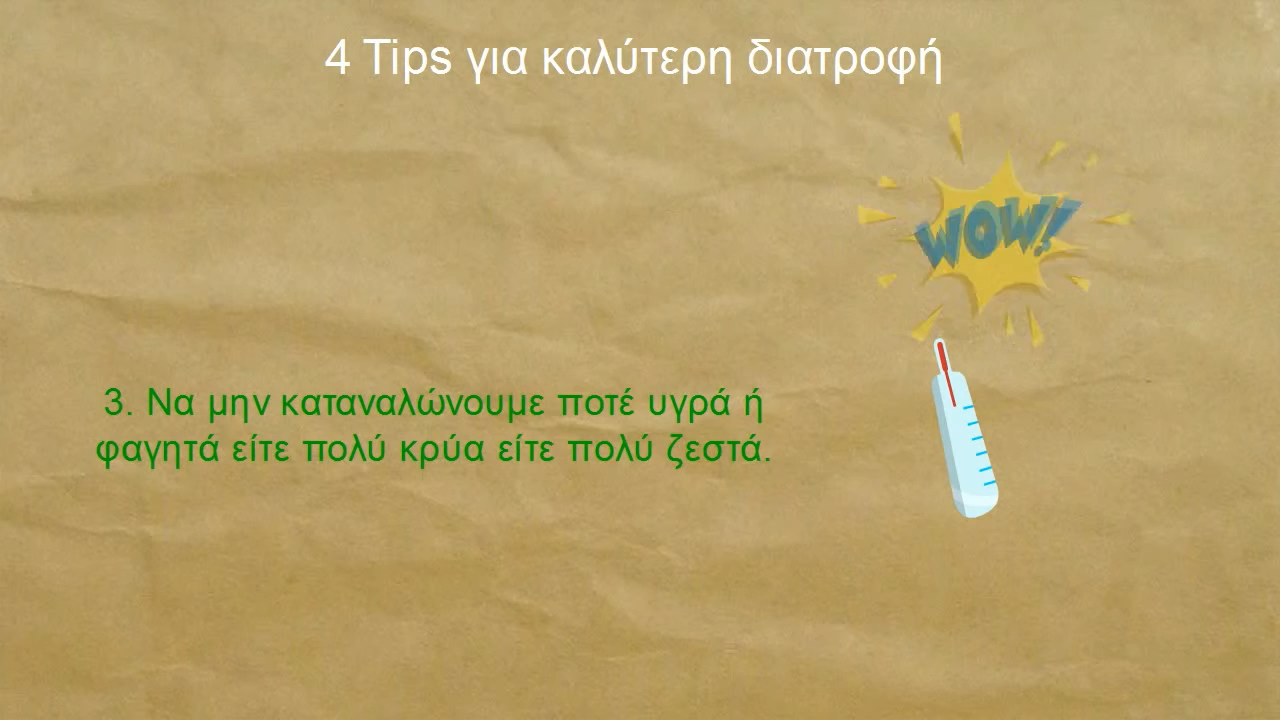 4 Tips για καλύτερη διατροφή
WOW!
3. Να μην καταναλώνουμε ποτέ υγρά ή
φαγητά είτε πολύ κρύα είτε πολύ ζεστά.